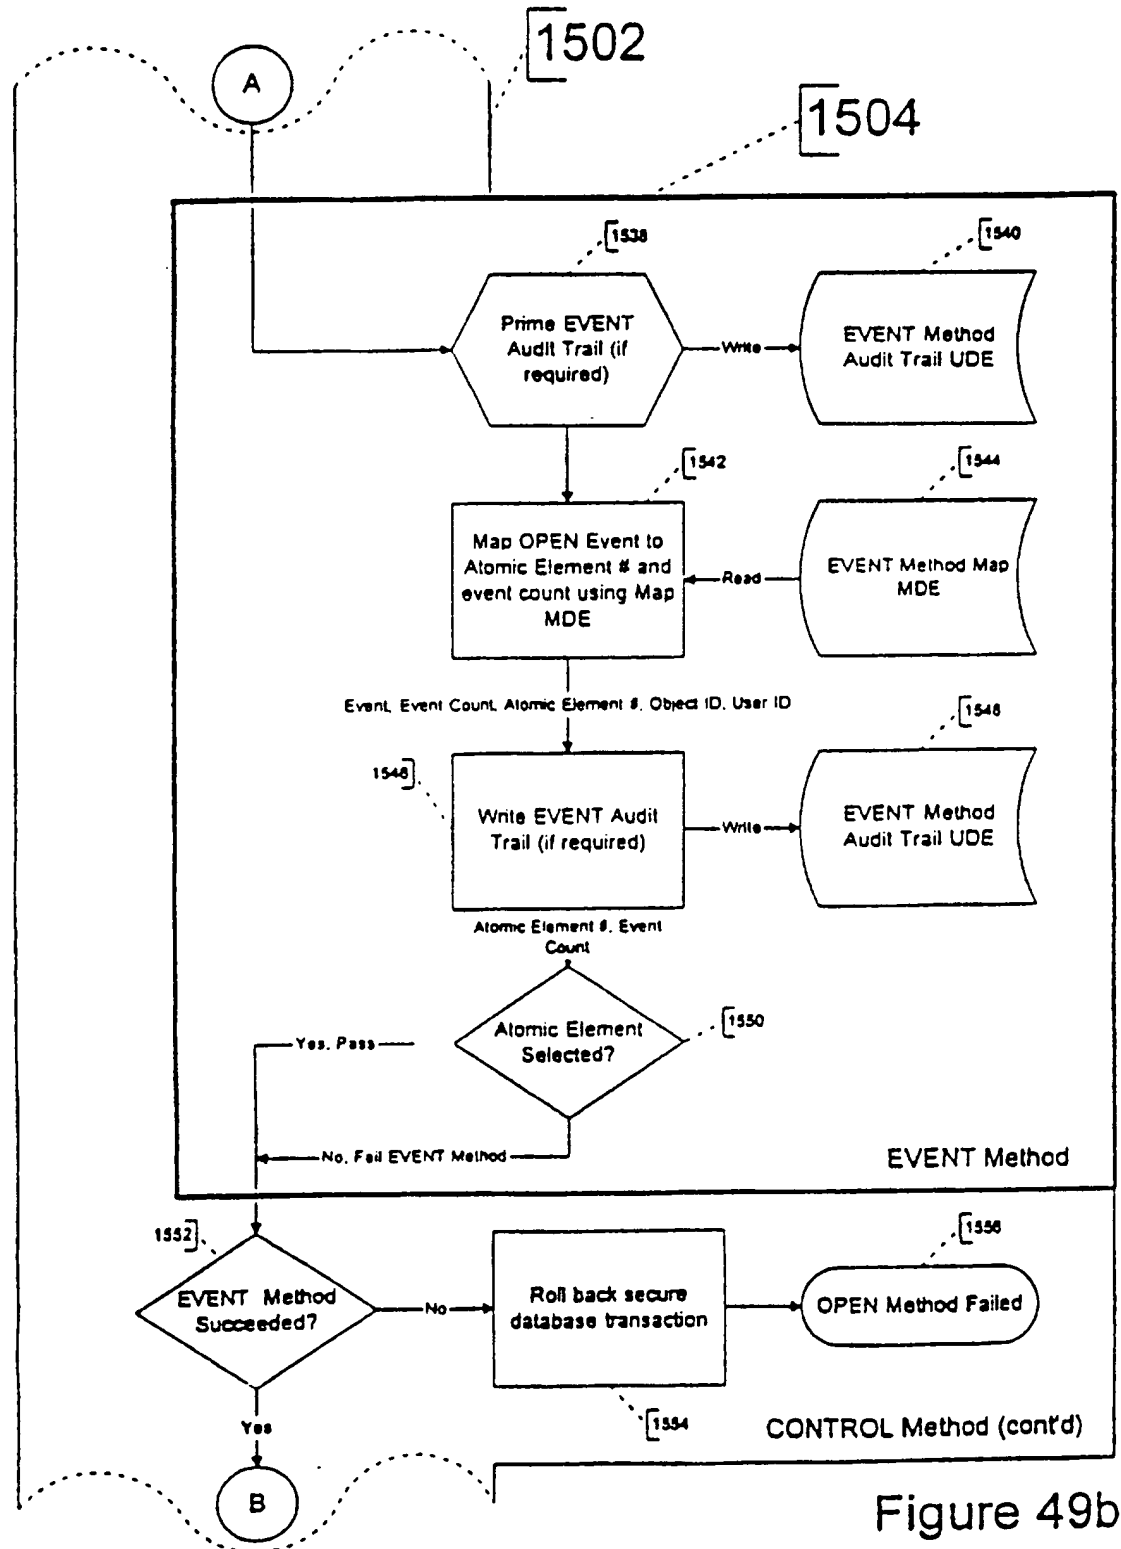 1502
A
1504
1538
1540
Prime EVENT
Audit Trail (if
required)
Write
EVENT Method
Audit Trail UDE
1542
1544
Map OPEN Event to
Atomic Element # and
event count using Map
MDE
Read
EVENT Method Map
MDE
Event, Event Count, Atomic Element #, Object ID, User ID
1546
1548
Write EVENT Audit
Trail (if required)
Write
EVENT Method
Audit Trail UDE
Atomic Element #, Event
Count
Atomic Element
Selected?
1550
Yes, Pass
No, Fail EVENT Method
EVENT Method
1552
EVENT Method
Succeeded?
No
Roll back secure
database transaction
1556
OPEN Method Failed
Yes
1554
CONTROL Method (cont'd)
B
Figure 49b